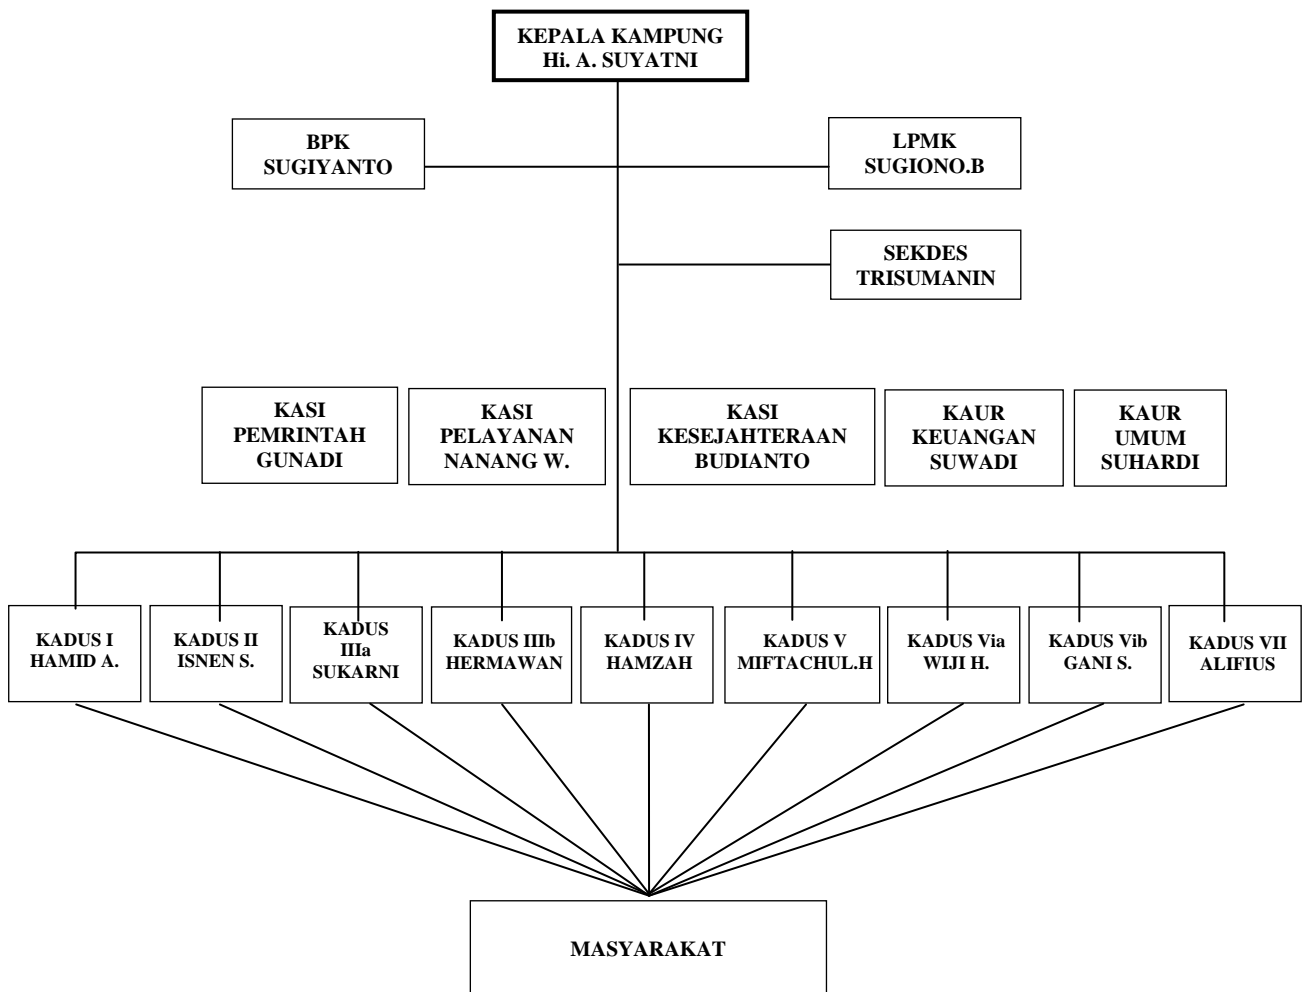 KEPALA KAMPUNG
Hi. A. SUYATNI
BPK
SUGIYANTO
LPMK
SUGIONO.B
SEKDES
TRISUMANIN
KASI
PEMRINTAH
GUNADI
KASI
PELAYANAN
NANANG W.
KASI
KESEJAHTERAAN
BUDIANTO
KAUR
KEUANGAN
SUWADI
KAUR
UMUM
SUHARDI
KADUS I
HAMID A.
KADUS II
ISNEN S.
KADUS
IIIa
SUKARNI
KADUS IIIb
HERMAWAN
KADUS IV
HAMZAH
KADUS V
MIFTACHUL.H
KADUS Via
WIJI H.
KADUS Vib
GANI S.
KADUS VII
ALIFIUS
MASYARAKAT